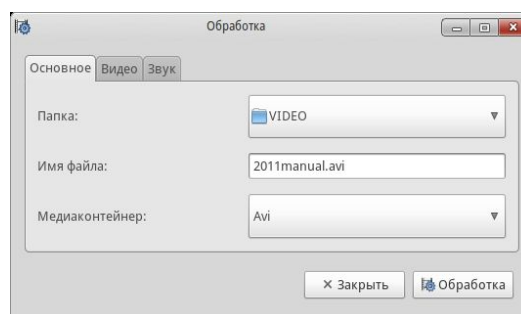 Обработка
Основное Видео Звук
Папка: VIDEO
Имя файла: 2011manual.avi
Медиаконтейнер: Avi
Закрыть Обработка